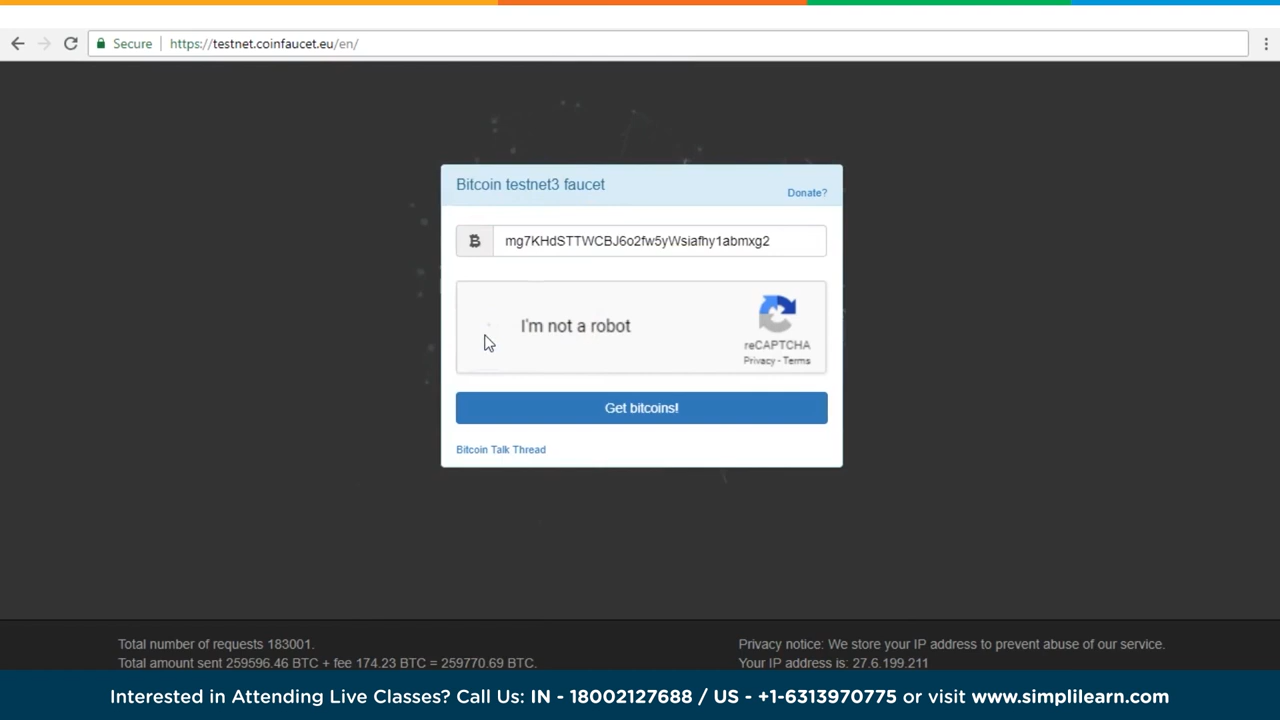 Secure https://testnet.coinfaucet.eu/en/
Bitcoin testnet3 faucet
Donate?
mg7KHdSTTWCBJ6o2fw5yWsiafhy1abmxg2
I'm not a robot
reCAPTCHA
Privacy - Terms
Get bitcoins!
Bitcoin Talk Thread
Total number of requests 183001.
Total amount sent 259596.46 BTC + fee 174.23 BTC = 259770.69 BTC.
Privacy notice: We store your IP address to prevent abuse of our service.
Your IP address is: 27.6.199.211
Interested in Attending Live Classes? Call Us: IN - 18002127688 / US - +1-6313970775 or visit www.simplilearn.com